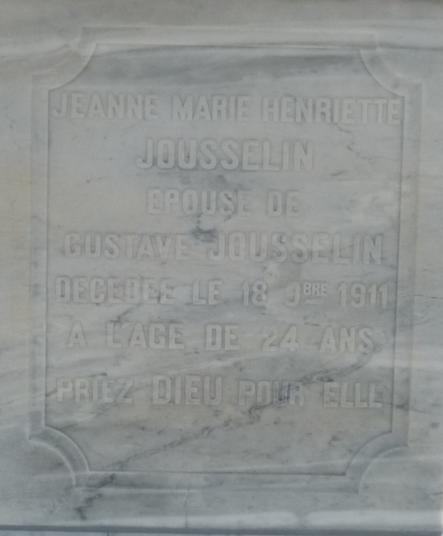 JEANNE MARIE HENRIETTE
JOUSSELIN
EPOUSE DE
GUSTAVE JOUSSELIN
DECEDEE LE 18 9BRE 1911
A L'AGE DE 24 ANS
PRIEZ DIEU POUR ELLE